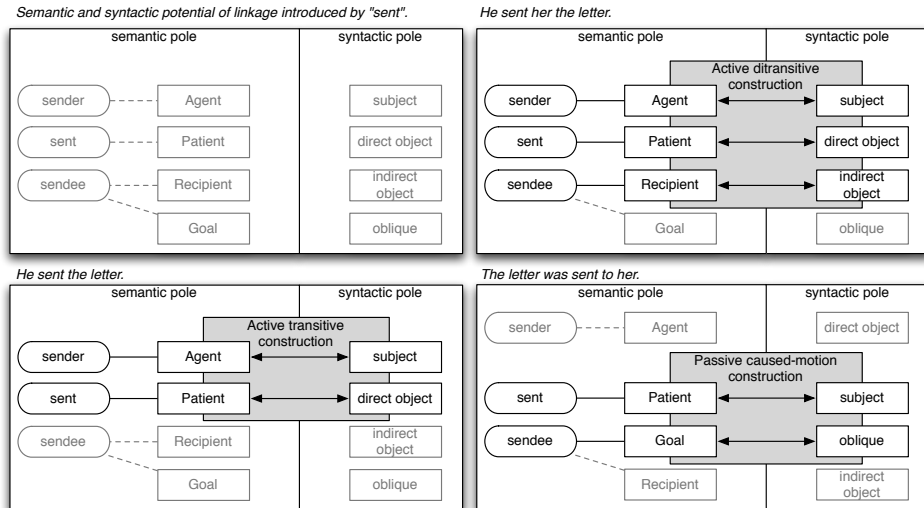 Semantic and syntactic potential of linkage introduced by "sent".
semantic pole
syntactic pole
sender
Agent
subject
sent
Patient
direct object
sendee
Recipient
indirect
object
Goal
oblique
He sent her the letter.
semantic pole
syntactic pole
Active ditransitive
construction
sender
Agent
subject
sent
Patient
direct object
sendee
Recipient
indirect
object
Goal
oblique
He sent the letter.
semantic pole
syntactic pole
Active transitive
construction
sender
Agent
subject
sent
Patient
direct object
sendee
Recipient
indirect
object
Goal
oblique
The letter was sent to her.
semantic pole
syntactic pole
sender
Agent
direct object
Passive caused-motion
construction
sent
Patient
subject
sendee
Goal
oblique
Recipient
indirect
object